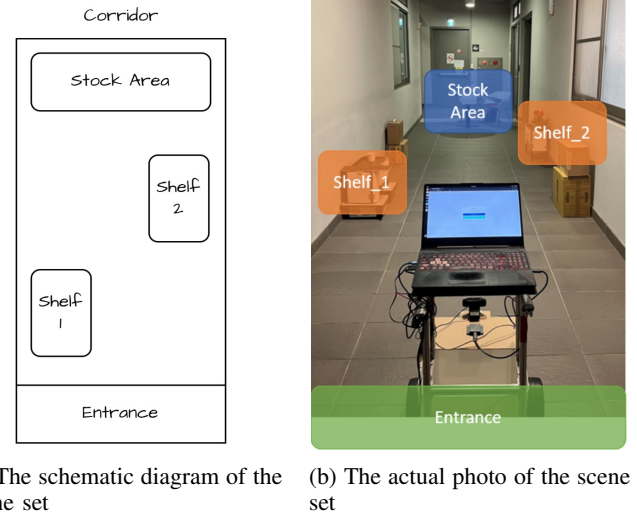 Corridor
Stock Area
Shelf
2
Shelf
1
Entrance
The schematic diagram of the
set
Stock
Area
Shelf_2
Shelf_1
Entrance
(b) The actual photo of the scene
set